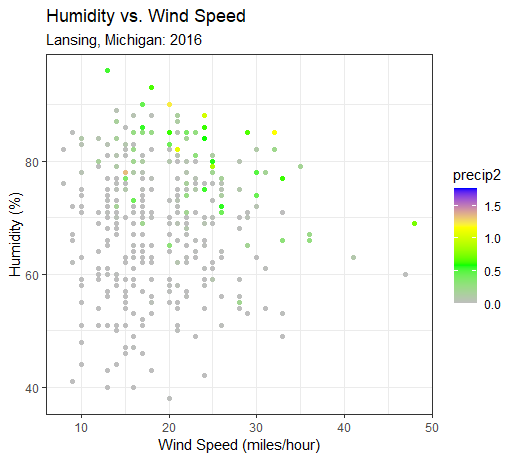 Humidity vs. Wind Speed
Lansing, Michigan: 2016
Humidity (%)
80
60
40
10
20
30
40
50
Wind Speed (miles/hour)
precip2
1.5
1.0
0.5
0.0